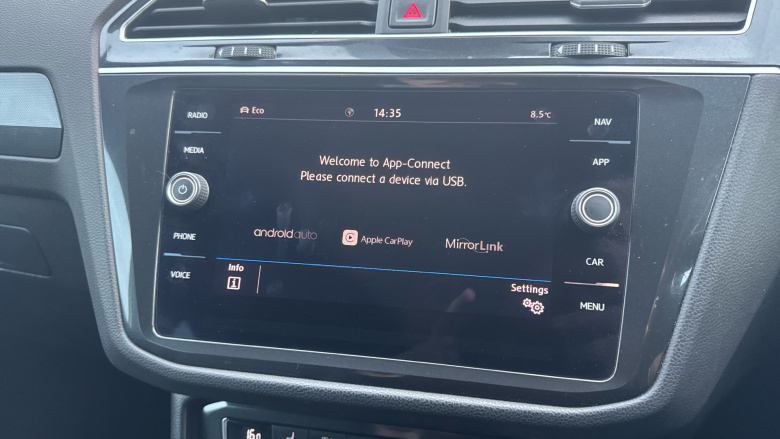 RADIO
MEDIA
PHONE
VOICE
Eco
14:35
8,5°C
Welcome to App-Connect
Please connect a device via USB.
androidauto
Apple CarPlay
MirrorLink
Info
i
Settings
NAV
APP
CAR
MENU